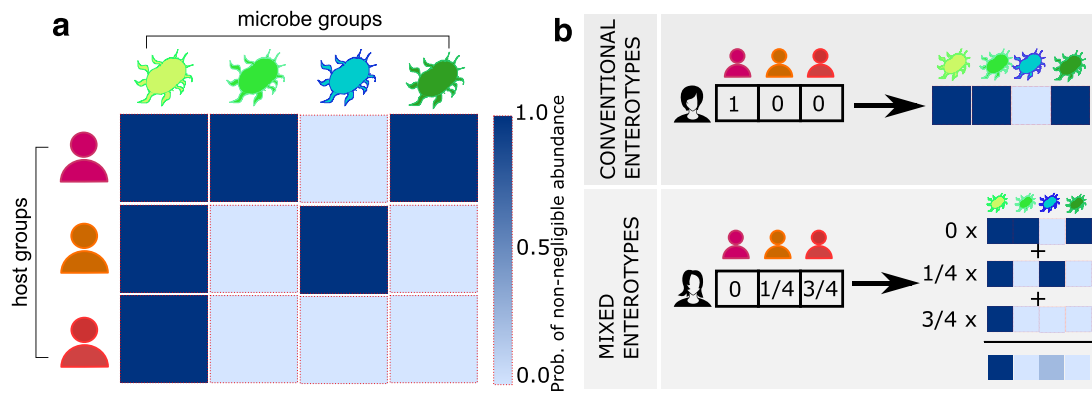 a
microbe groups
host groups
1.0
0.5
0.0
Prob. of non-negligible abundance
b
CONVENTIONAL
ENTEROTYPES
1 0 0
MIXED
ENTEROTYPES
0 1/4 3/4
0 x
+
1/4 x
+
3/4 x